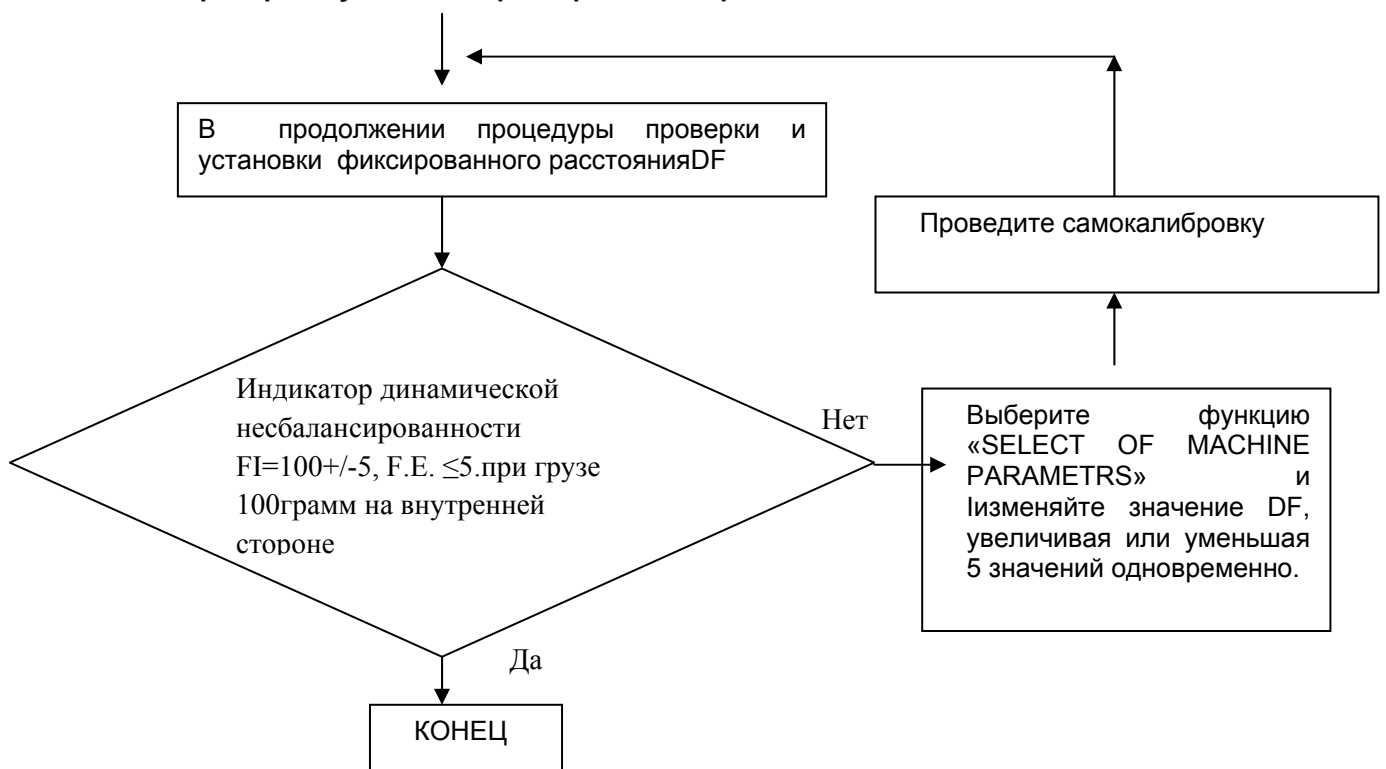 В продолжении процедуры проверки и
установки фиксированного расстоянияDF
Проведите самокалибровку
Индикатор динамической
несбалансированности
FI=100+/-5, F.E. ≤5.при грузе
100грамм на внутренней
стороне
Нет
Выберите функцию
«SELECT OF MACHINE
PARAMETRS» и
Iизменяйте значение DF,
увеличивая или уменьшая
5 значений одновременно.
Да
КОНЕЦ